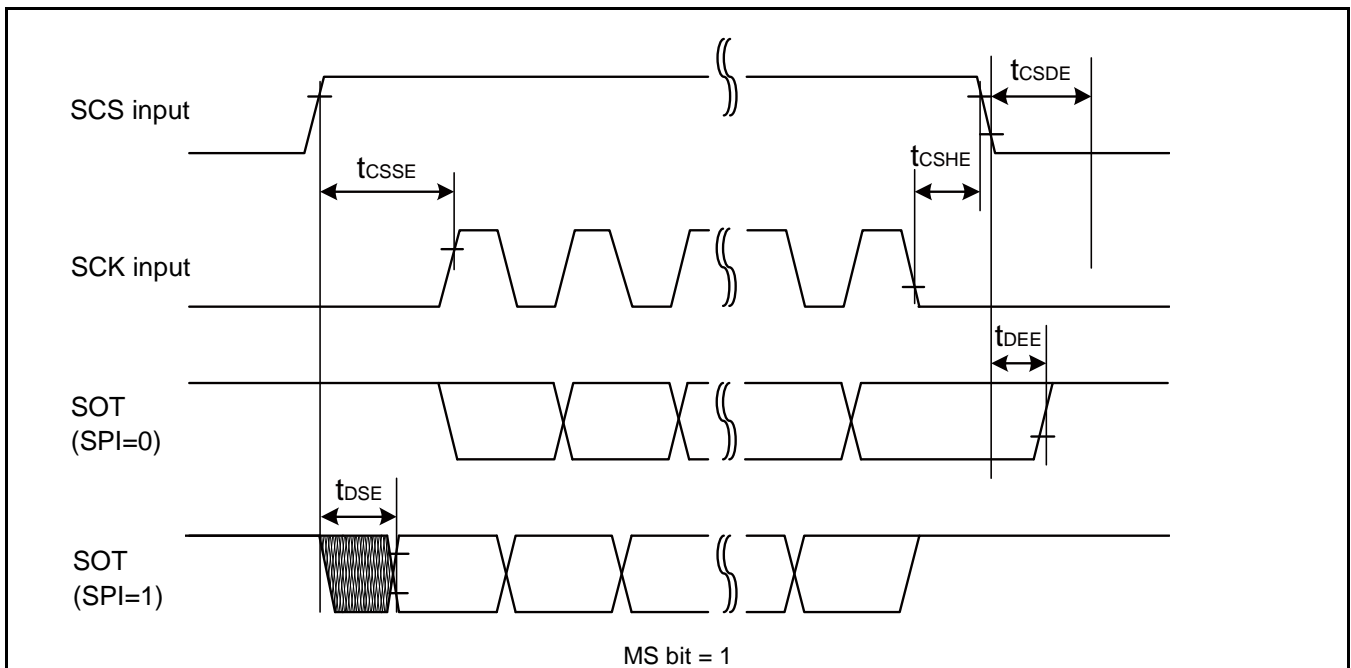 SCS input
tCSDE
tCSSE
tCSHE
SCK input
tDEE
SOT
(SPI=0)
tDSE
SOT
(SPI=1)
MS bit = 1